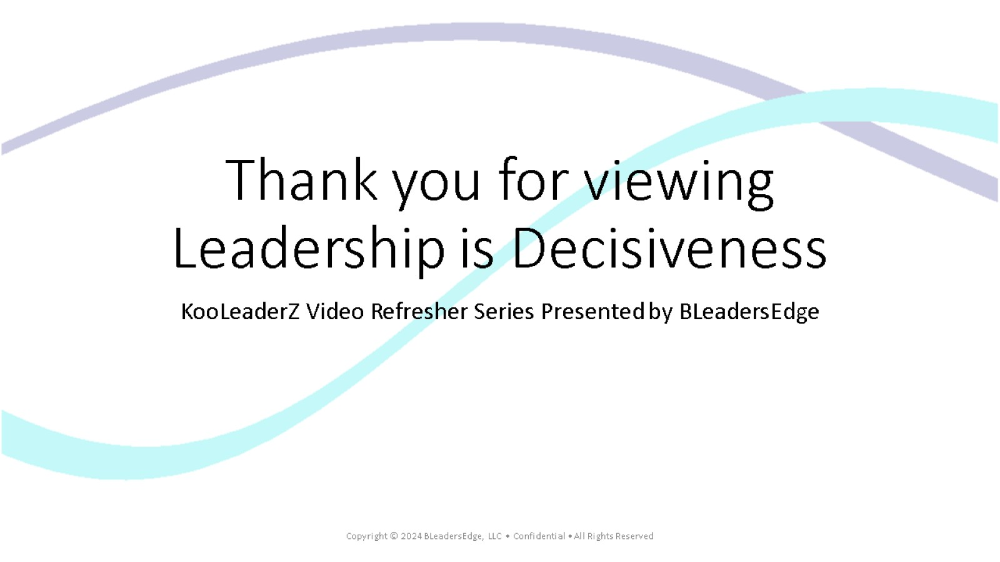 Thank you for viewing
Leadership is Decisiveness
KooLeaderZ Video Refresher Series Presented by BLeadersEdge
Copyright © 2024 BLeadersEdge, LLC • Confidential • All Rights Reserved